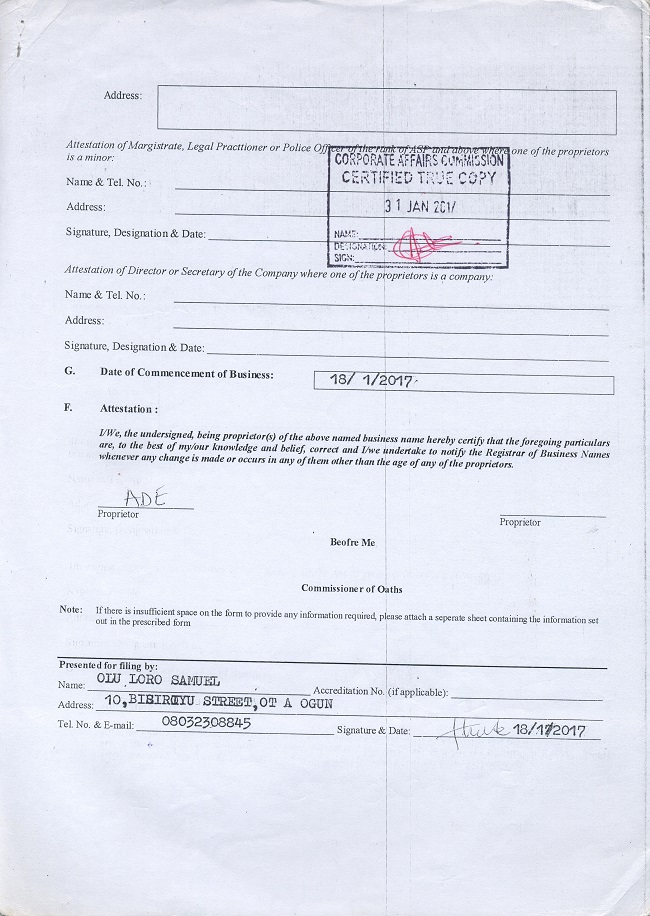 Address:
Attestation of Margistrate, Legal Practtioner or Police Officer of the rank of ASP and above where one of the proprietors
is a minor:
CORPORATE AFFAIRS COMMISSION
CERTIFIED TRUE COPY
Name & Tel. No.:
Address:
31 JAN 2017
Signature, Designation & Date:
NAME:
DESIGNATION:
SIGN:
Attestation of Director or Secretary of the Company where one of the proprietors is a company:
Name & Tel. No.:
Address:
Signature, Designation & Date:
G. Date of Commencement of Business: 18/ 1/2017.
F. Attestation :
I/We, the undersigned, being proprietor(s) of the above named business name hereby certify that the foregoing particulars
are, to the best of my/our knowledge and belief, correct and I/we undertake to notify the Registrar of Business Names
whenever any change is made or occurs in any of them other than the age of any of the proprietors.
ADE
Proprietor
Proprietor
Beofre Me
Commissioner of Oaths
Note: If there is insufficient space on the form to provide any information required, please attach a seperate sheet containing the information set
out in the prescribed form
Presented for filing by:
Name: OLU LORO SAMUEL Accreditation No. (if applicable):
Address: 10, STREET,OT A OGUN
Tel. No. & E-mail: 08032308845 Signature & Date: 18/1/2017